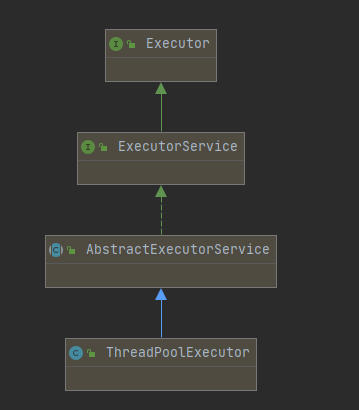 I Executor
I ExecutorService
C AbstractExecutorService
C ThreadPoolExecutor